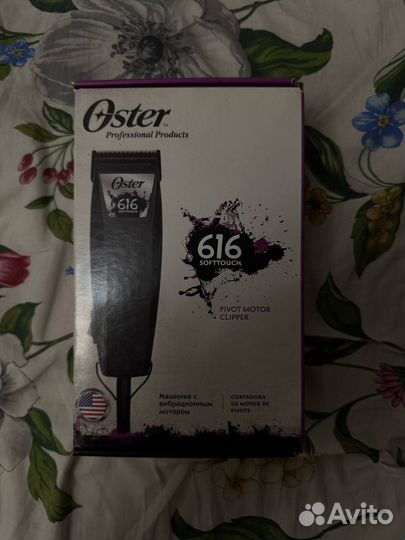 Oster
Professional Products
Oster
616
SOFTTOUCH
616
SOFTTOUCH
PIVOT MOTOR
CLIPPER
Машинка с
вибрационным
мотором
CORTADORA
DE MOTOR DE
PIVOTE
Avito